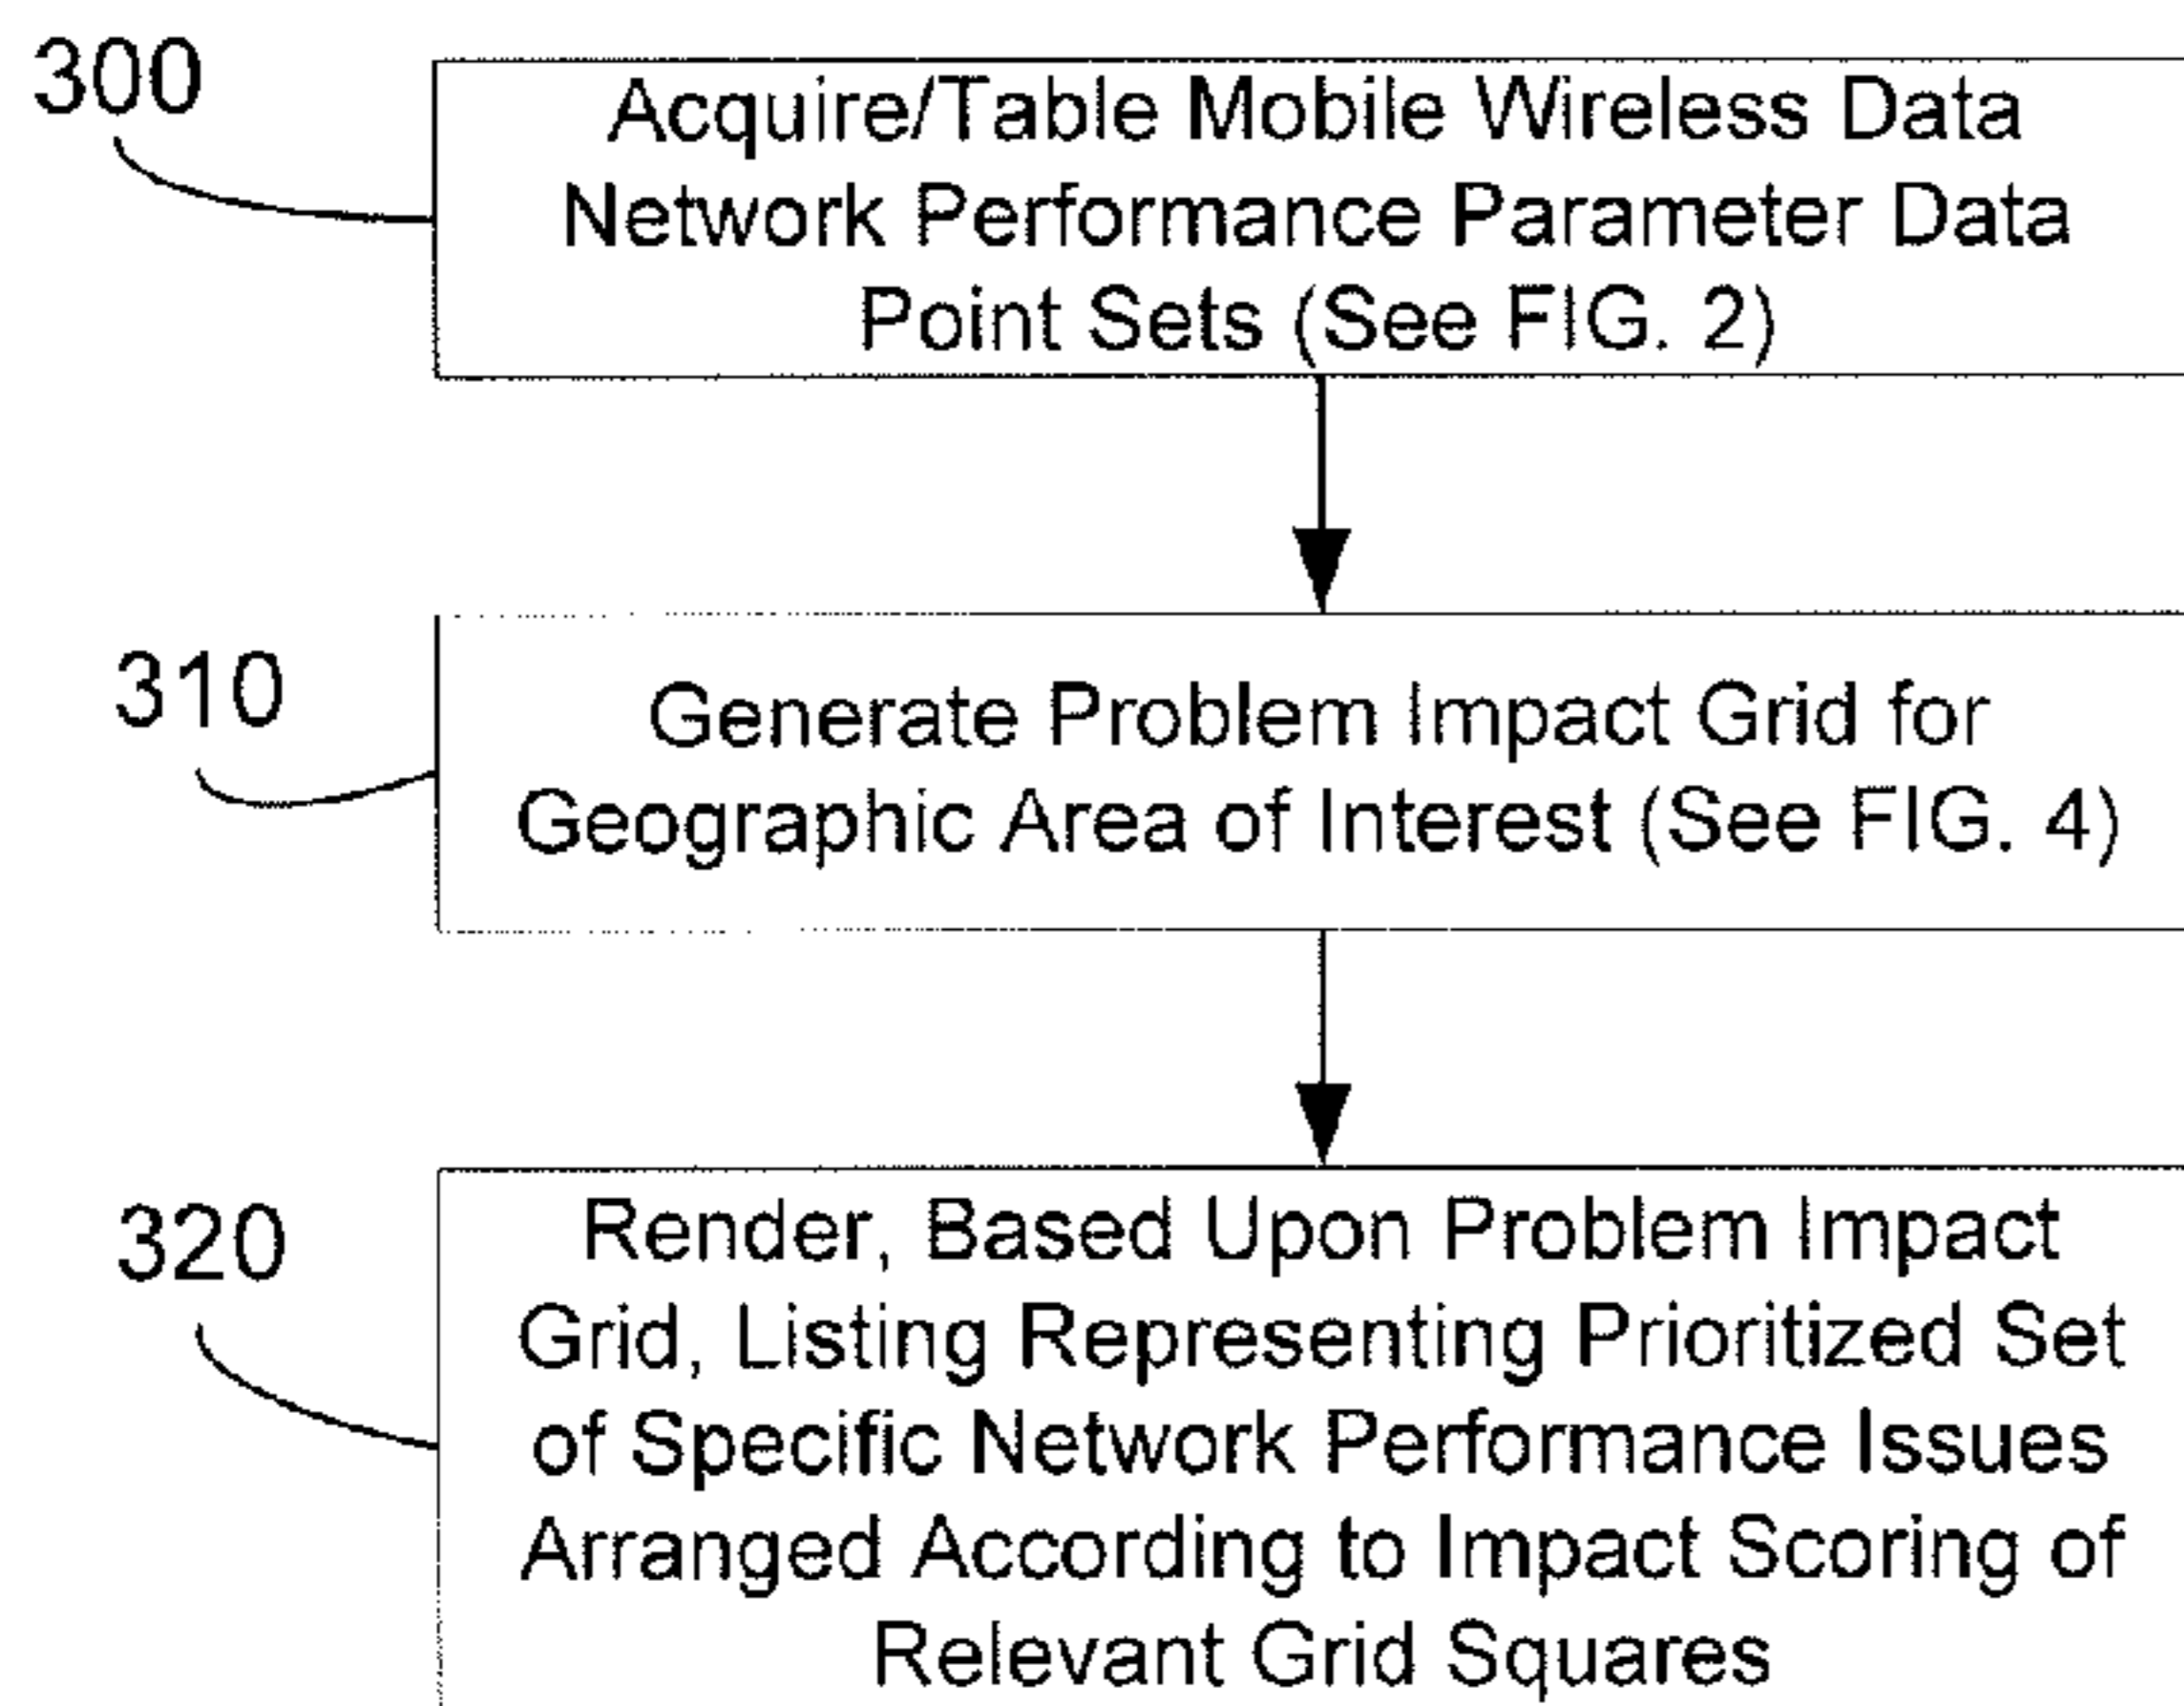 300
Acquire/Table Mobile Wireless Data
Network Performance Parameter Data
Point Sets (See FIG. 2)
310
Generate Problem Impact Grid for
Geographic Area of Interest (See FIG. 4)
320
Render, Based Upon Problem Impact
Grid, Listing Representing Prioritized Set
of Specific Network Performance Issues
Arranged According to Impact Scoring of
Relevant Grid Squares